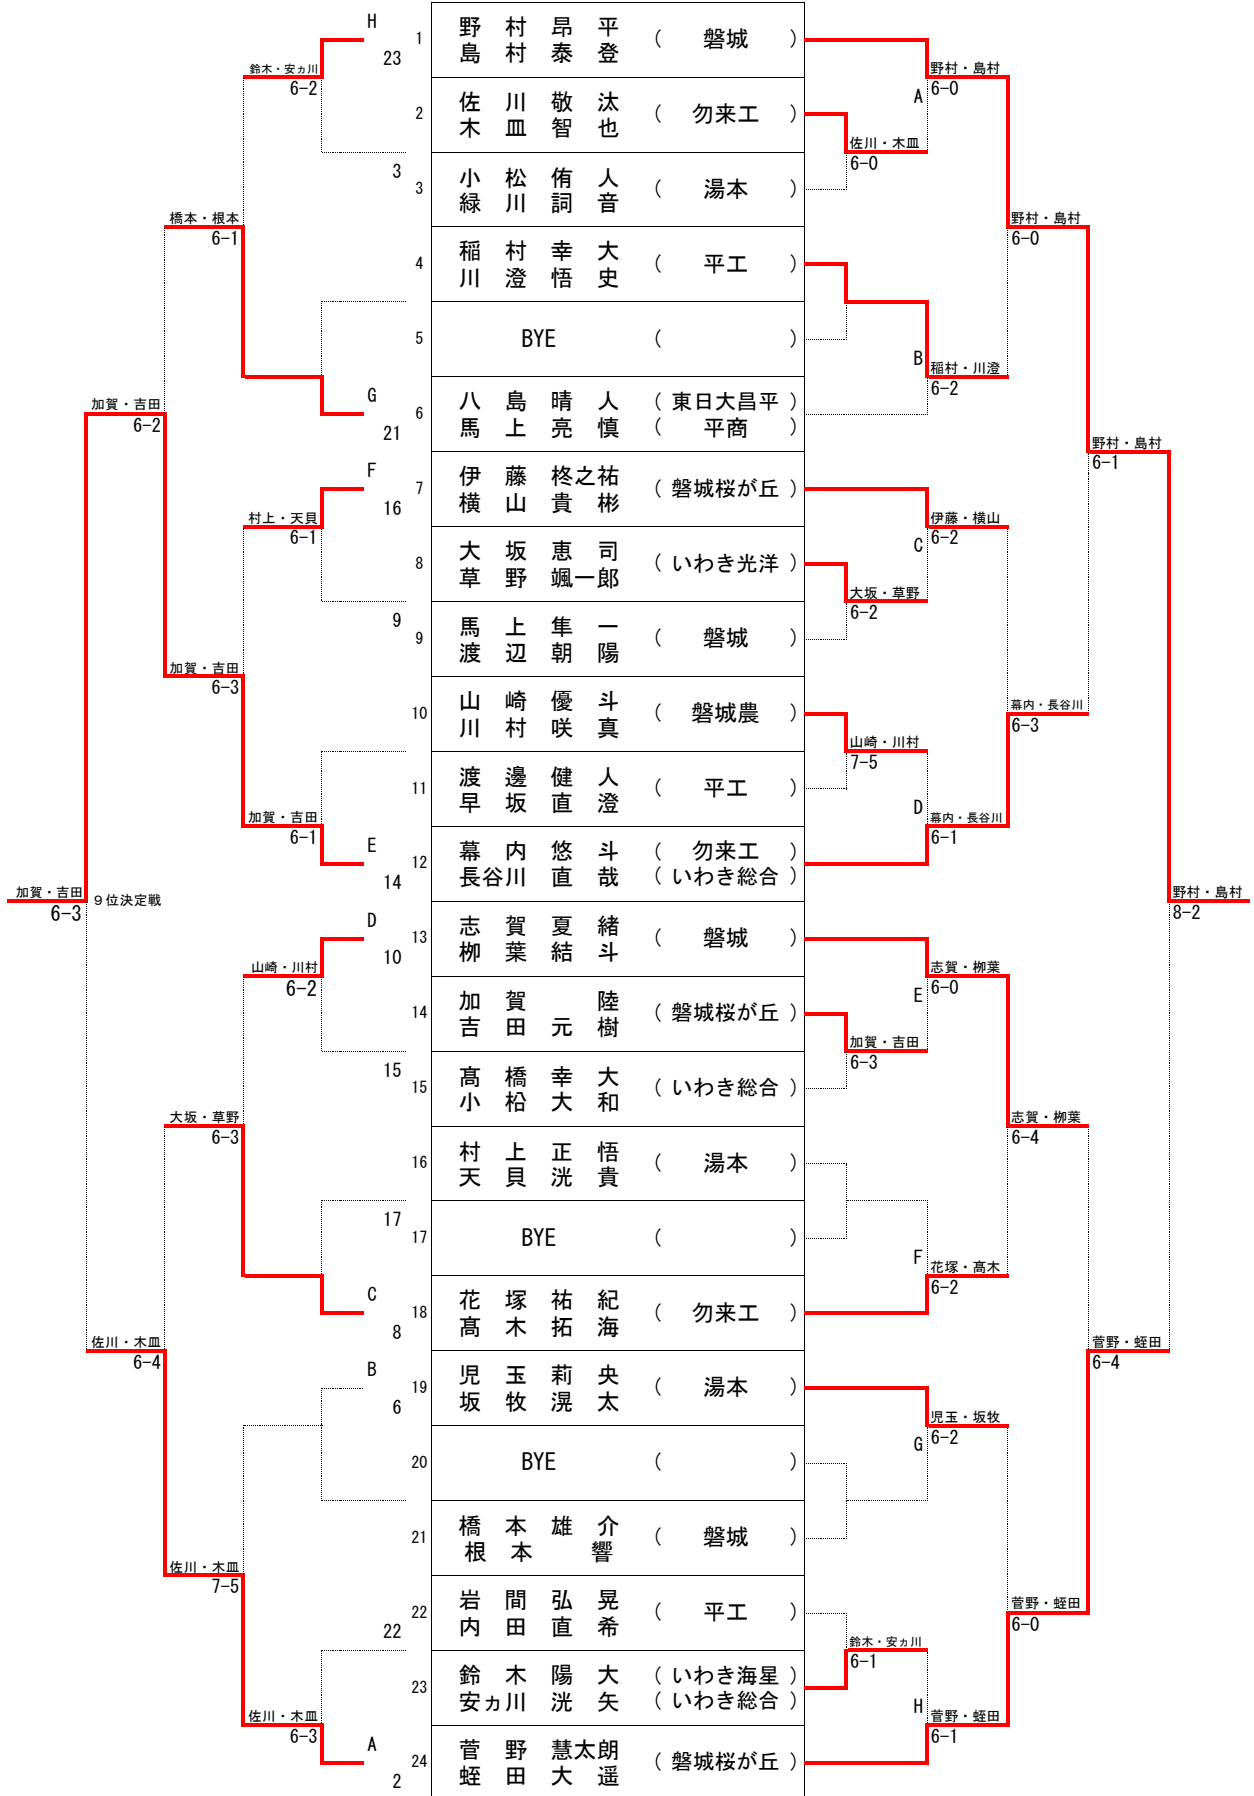 H
23
鈴木・安ヵ川
6-2
3
橋本・根本
6-1
G
21
加賀・吉田
6-2
F
16
村上・天貝
6-1
9
加賀・吉田
6-3
加賀・吉田
6-1
E
14
加賀・吉田
6-3
９位決定戦
D
10
山崎・川村
6-2
15
大坂・草野
6-3
17
C
8
佐川・木皿
6-4
B
6
佐川・木皿
7-5
22
佐川・木皿
6-3
A
2
1 野村昂平 ( 磐城 )
島村泰登
2 佐川敬汰 ( 勿来工 )
木皿智也
3 小松侑人 ( 湯本 )
緑川詞音
4 稲村幸大 ( 平工 )
川澄悟史
5 BYE ( )
6 八島晴人 ( 東日大昌平 )
馬上亮慎 ( 平商 )
7 伊藤柊之祐 ( 磐城桜が丘 )
横山貴彬
8 大坂恵司 ( いわき光洋 )
草野颯一郎
9 馬上隼一 ( 磐城 )
渡辺朝陽
10 山崎優斗 ( 磐城農 )
川村咲真
11 渡邊健人 ( 平工 )
早坂直澄
12 幕内悠斗 ( 勿来工 )
長谷川直哉 ( いわき総合 )
13 志賀夏緒 ( 磐城 )
栁葉結斗
14 加賀陸 ( 磐城桜が丘 )
吉田元樹
15 髙橋幸大 ( いわき総合 )
小松大和
16 村上正悟 ( 湯本 )
天貝洸貴
17 BYE ( )
18 花塚祐紀 ( 勿来工 )
髙木拓海
19 児玉莉央 ( 湯本 )
坂牧滉太
20 BYE ( )
21 橋本雄介 ( 磐城 )
根本響
22 岩間弘晃 ( 平工 )
内田直希
23 鈴木陽大 ( いわき海星 )
安ヵ川洸矢 ( いわき総合 )
24 菅野慧太朗 ( 磐城桜が丘 )
蛭田大遥
野村・島村
6-0
A
佐川・木皿
6-0
野村・島村
6-0
B
稲村・川澄
6-2
野村・島村
6-1
伊藤・横山
6-2
C
大坂・草野
6-2
幕内・長谷川
6-3
山崎・川村
7-5
D
幕内・長谷川
6-1
野村・島村
8-2
志賀・栁葉
6-0
E
加賀・吉田
6-3
志賀・栁葉
6-4
F
花塚・髙木
6-2
菅野・蛭田
6-4
児玉・坂牧
6-2
G
菅野・蛭田
6-0
鈴木・安ヵ川
6-1
H
菅野・蛭田
6-1